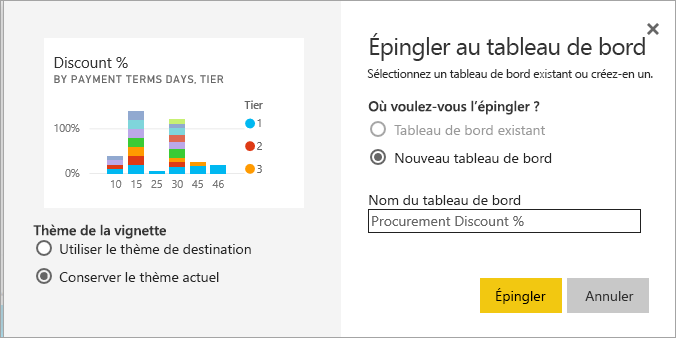 Discount %
BY PAYMENT TERMS DAYS, TIER
Tier
100%
0%
1
2
3
10 15 25 30 45 46
Thème de la vignette
Utiliser le thème de destination
Conserver le thème actuel
Épingler au tableau de bord
Sélectionnez un tableau de bord existant ou créez-en un.
Où voulez-vous l’épingler ?
Tableau de bord existant
Nouveau tableau de bord
Nom du tableau de bord
Procurement Discount %
Épingler
Annuler